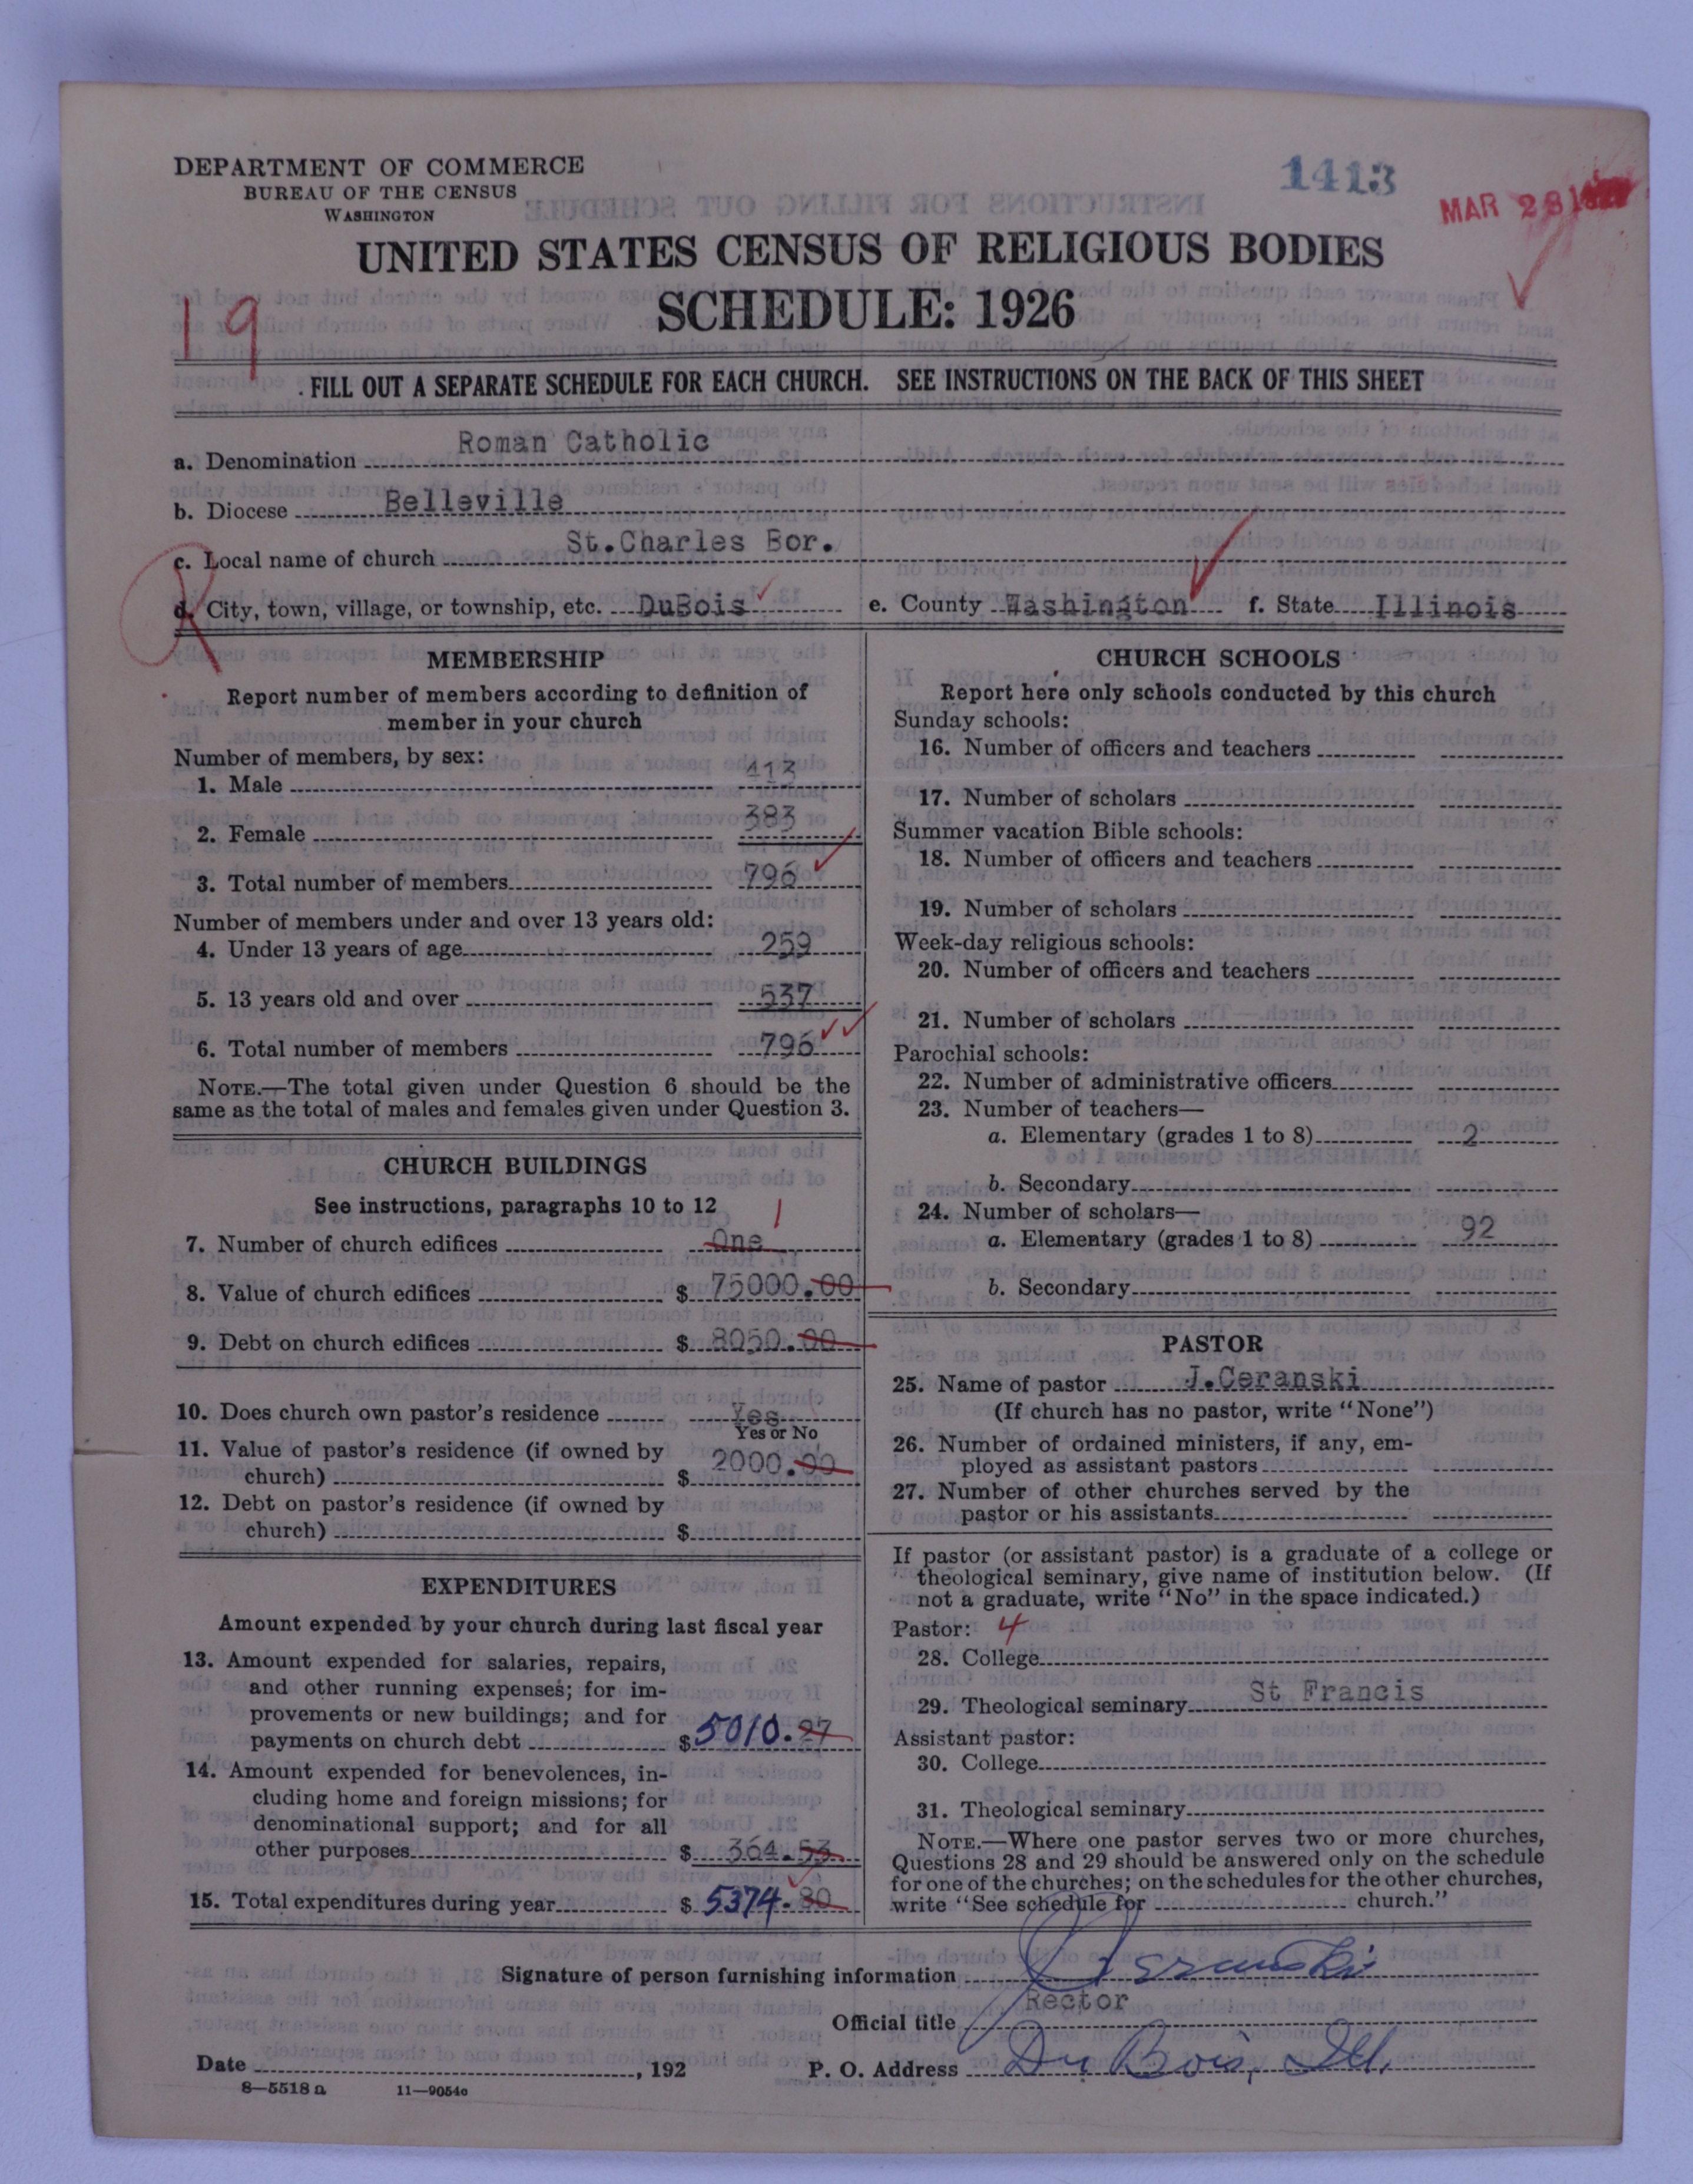 DEPARTMENT OF COMMERCE
BUREAU OF THE CENSUS
WASHINGTON
1413
MAR 28
UNITED STATES CENSUS OF RELIGIOUS BODIES
SCHEDULE: 1926
19
FILL OUT A SEPARATE SCHEDULE FOR EACH CHURCH. SEE INSTRUCTIONS ON THE BACK OF THIS SHEET
a. Denomination Roman Catholic
b. Diocese Belleville
c. Local name of church St.Charles Bor.
d. City, town, village, or township, etc. DuBois e. County Washington f. State Illinois
MEMBERSHIP
Report number of members according to definition of
member in your church
Number of members, by sex:
1. Male 413
2. Female 383
3. Total number of members 796
Number of members under and over 13 years old:
4. Under 13 years of age 259
5. 13 years old and over 537
6. Total number of members 796
NOTE.—The total given under Question 6 should be the
same as the total of males and females given under Question 3.
CHURCH BUILDINGS
See instructions, paragraphs 10 to 12
1
7. Number of church edifices One
8. Value of church edifices $ 75000.00
9. Debt on church edifices $ 8050.00
10. Does church own pastor's residence Yes
Yes or No
11. Value of pastor's residence (if owned by
church) $ 2000.00
12. Debt on pastor's residence (if owned by
church) $
EXPENDITURES
Amount expended by your church during last fiscal year
13. Amount expended for salaries, repairs,
and other running expenses; for im-
provements or new buildings; and for
payments on church debt $ 5010.27
14. Amount expended for benevolences, in-
cluding home and foreign missions; for
denominational support; and for all
other purposes $ 364.53
15. Total expenditures during year $ 5374.80
CHURCH SCHOOLS
Report here only schools conducted by this church
Sunday schools:
16. Number of officers and teachers
17. Number of scholars
Summer vacation Bible schools:
18. Number of officers and teachers
19. Number of scholars
Week-day religious schools:
20. Number of officers and teachers
21. Number of scholars
Parochial schools:
22. Number of administrative officers
23. Number of teachers—
a. Elementary (grades 1 to 8) 2
b. Secondary
24. Number of scholars—
a. Elementary (grades 1 to 8) 92
b. Secondary
PASTOR
25. Name of pastor J.Ceranski
(If church has no pastor, write "None")
26. Number of ordained ministers, if any, em-
ployed as assistant pastors
27. Number of other churches served by the
pastor or his assistants
If pastor (or assistant pastor) is a graduate of a college or
theological seminary, give name of institution below. (If
not a graduate, write "No" in the space indicated.)
Pastor: 4
28. College
29. Theological seminary St Francis
Assistant pastor:
30. College
31. Theological seminary
NOTE.—Where one pastor serves two or more churches,
Questions 28 and 29 should be answered only on the schedule
for one of the churches; on the schedules for the other churches,
write "See schedule for church."
Signature of person furnishing information J Ceranski
Official title Rector
Date , 192 P. O. Address Du Bois, Ill.
8—5518 a 11—9054c